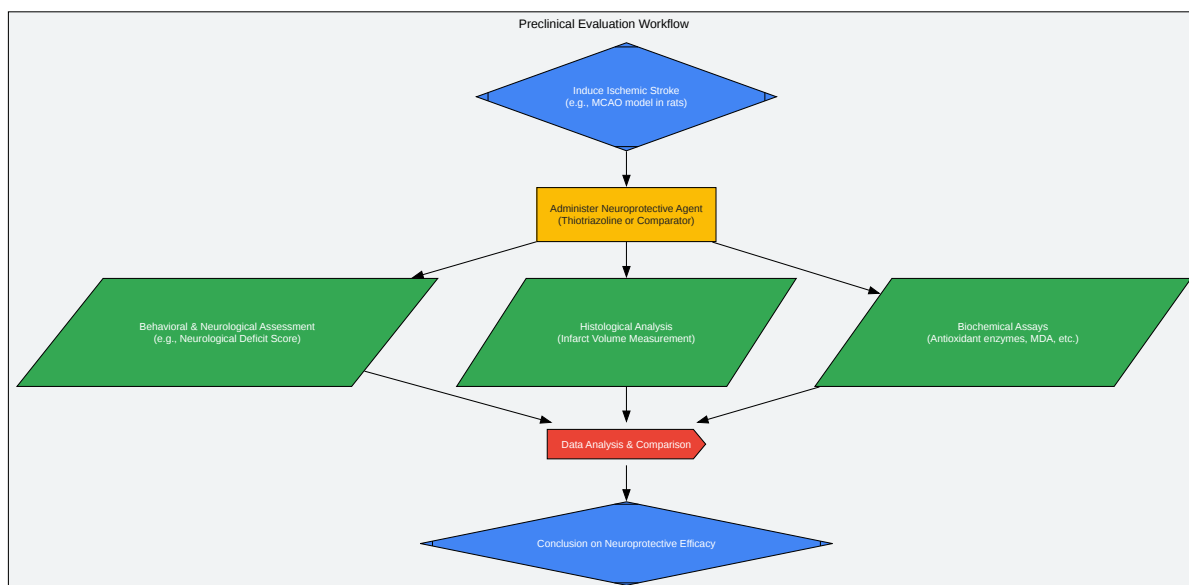 Preclinical Evaluation Workflow
Induce Ischemic Stroke
(e.g., MCAO model in rats)
Administer Neuroprotective Agent
(Thiotriazoline or Comparator)
Behavioral & Neurological Assessment
(e.g., Neurological Deficit Score)
Histological Analysis
(Infarct Volume Measurement)
Biochemical Assays
(Antioxidant enzymes, MDA, etc.)
Data Analysis & Comparison
Conclusion on Neuroprotective Efficacy